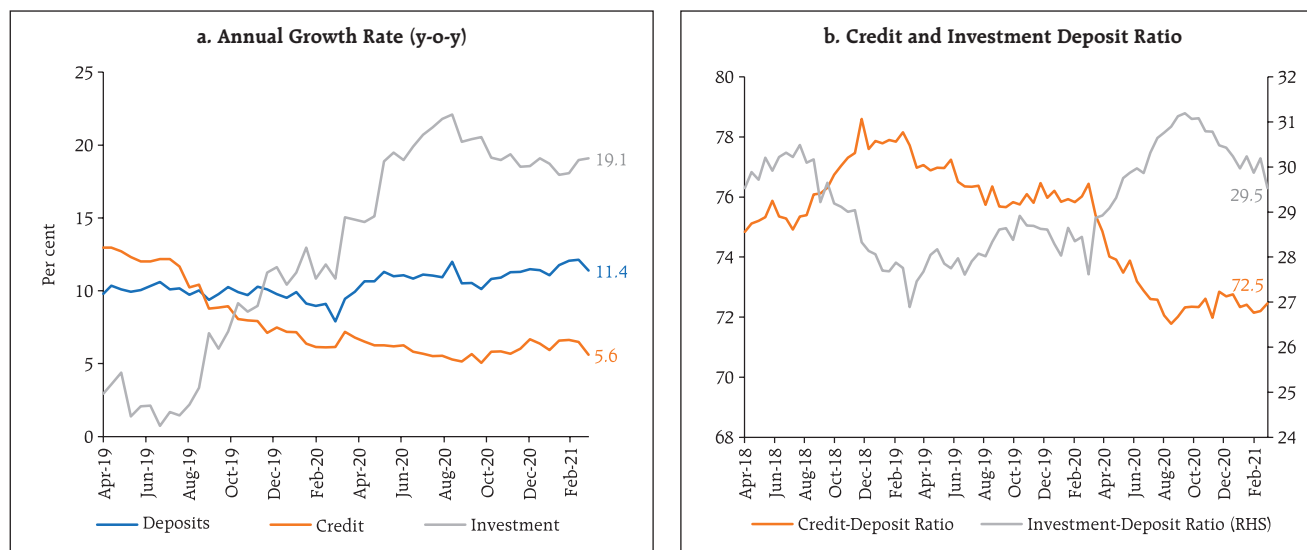 a. Annual Growth Rate (y-o-y)
25
20
15
10
5
0
Per cent
19.1
11.4
5.6
Apr-19
Jun-19
Aug-19
Oct-19
Dec-19
Feb-20
Apr-20
Jun-20
Aug-20
Oct-20
Dec-20
Feb-21
Deposits
Credit
Investment
b. Credit and Investment Deposit Ratio
80
78
76
74
72
70
68
32
31
30
29
28
27
26
25
24
29.5
72.5
Apr-18
Jun-18
Aug-18
Oct-18
Dec-18
Feb-19
Apr-19
Jun-19
Aug-19
Oct-19
Dec-19
Feb-20
Apr-20
Jun-20
Aug-20
Oct-20
Dec-20
Feb-21
Credit-Deposit Ratio
Investment-Deposit Ratio (RHS)